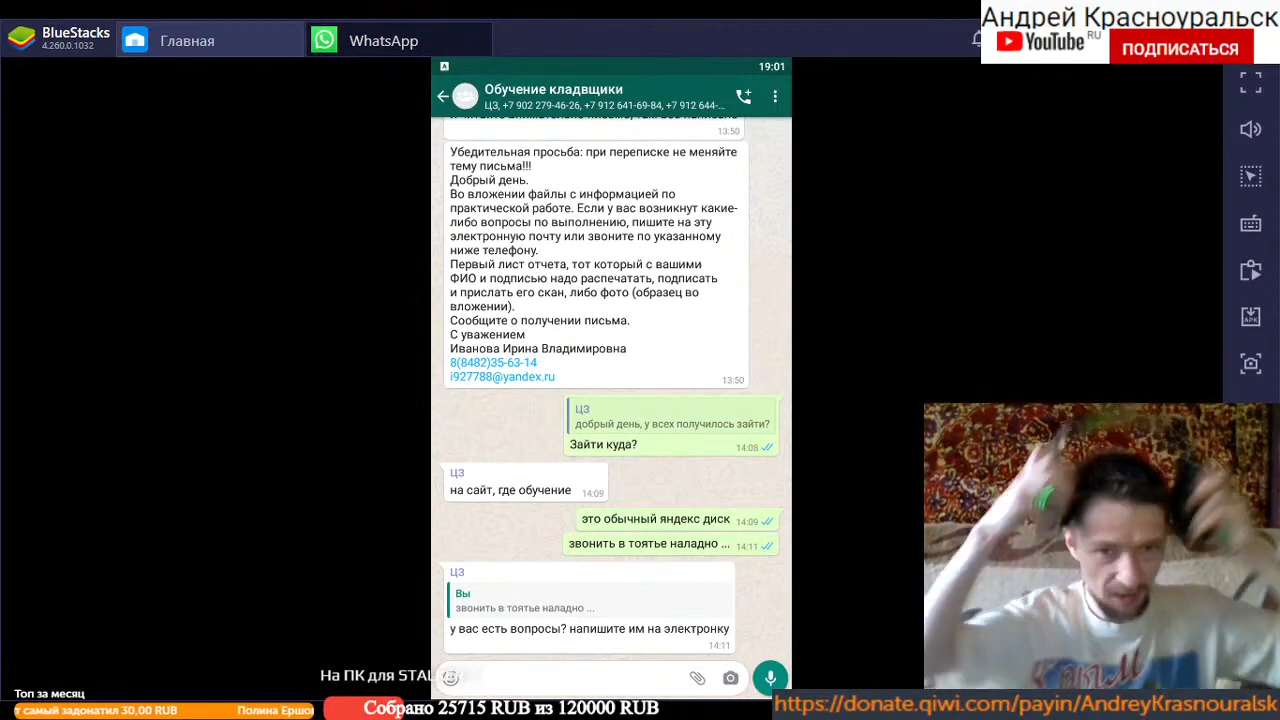 BlueStacks
4.260.0.1032
Главная
WhatsApp
Андрей Красноуральск
YouTube RU
ПОДПИСАТЬСЯ
19:01
Обучение кладвщики
ЦЗ, +7 902 279-46-26, +7 912 641-69-84, +7 912 644-...
13:50
Убедительная просьба: при переписке не меняйте
тему письма!!!
Добрый день.
Во вложении файлы с информацией по
практической работе. Если у вас возникнут какие-
либо вопросы по выполнению, пишите на эту
электронную почту или звоните по указанному
ниже телефону.
Первый лист отчета, тот который с вашими
ФИО и подписью надо распечатать, подписать
и прислать его скан, либо фото (образец во
вложении).
Сообщите о получении письма.
С уважением
Иванова Ирина Владимировна
8(8482)35-63-14
i927788@yandex.ru
13:50
ЦЗ
добрый день, у всех получилось зайти?
Зайти куда?
14:08
ЦЗ
на сайт, где обучение
14:09
это обычный яндекс диск
14:09
звонить в тоятье наладно ...
14:11
ЦЗ
Вы
звонить в тоятье наладно ...
у вас есть вопросы? напишите им на электронку
14:11
APK
На ПК для
Топ за месяц
самый задонатил 30,00 RUB
Полина
Собрано 25715 RUB из 120000 RUB
https://donate.qiwi.com/payin/AndreyKrasnouralsk